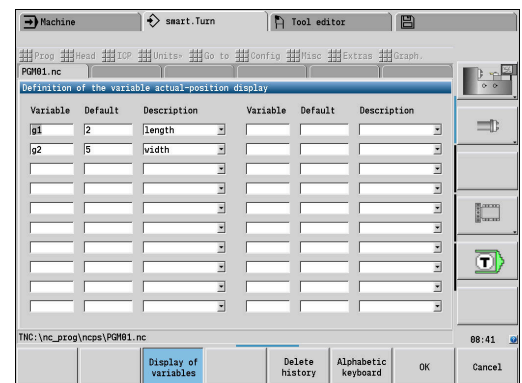 Machine smart.Turn Tool editor
Prog Head ICP Units» Go to Config Misc Extras Graph.
PGM01.nc
Definition of the variable actual-position display
Variable Default Description Variable Default Description
g1 2 length
g2 5 width
T
TNC:\nc_prog\ncps\PGM01.nc
08:41
Display of variables
Delete history
Alphabetic keyboard
OK
Cancel